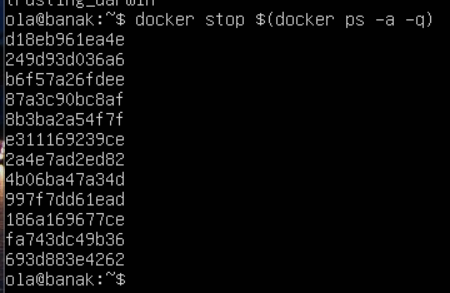 trusting_darwin
ola@banak:~$ docker stop $(docker ps -a -q)
d18eb961ea4e
249d93d036a6
b6f57a26fdee
87a3c90bc8af
8b3ba2a54f7f
e311169239ce
2a4e7ad2ed82
4b06ba47a34d
997f7dd61ead
186a169677ce
fa743dc49b36
693d883e4262
ola@banak:~$